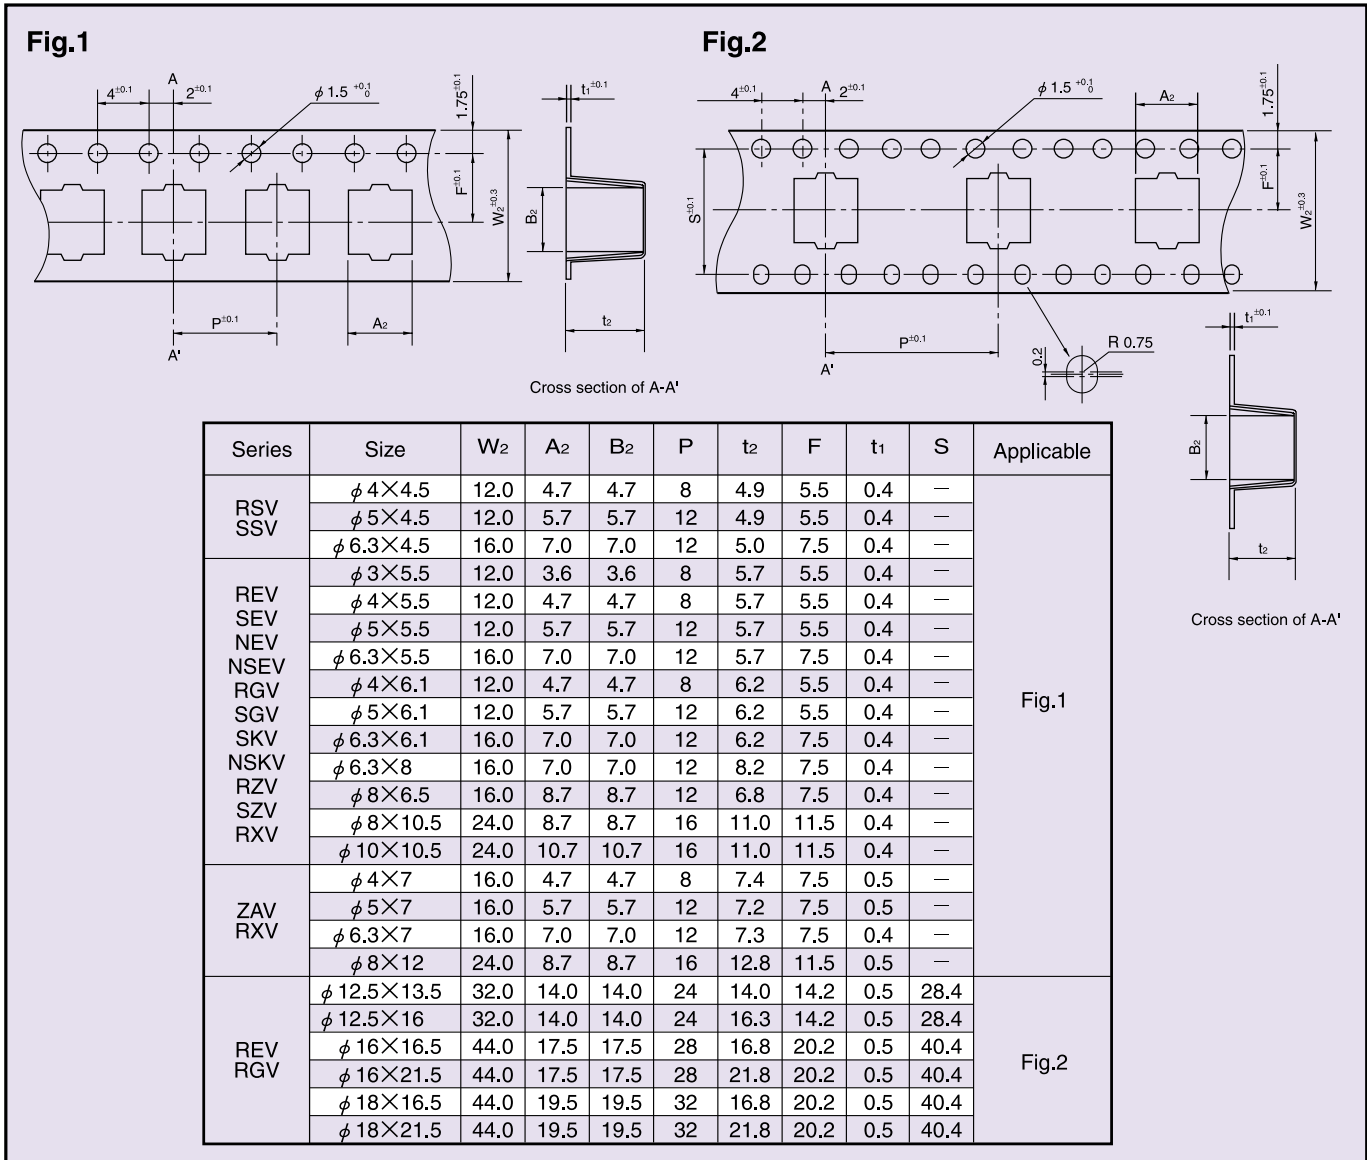 Fig.1
A
4±0.1
2±0.1
φ 1.5 +0.1 0
1.75±0.1
F±0.1
W2±0.3
P±0.1
A2
A'
t1±0.1
B2
t2
Cross section of A-A'
Fig.2
4±0.1
A
2±0.1
φ 1.5 +0.1 0
A2
1.75±0.1
S±0.1
F±0.1
W2±0.3
P±0.1
A'
0.2
R 0.75
t1±0.1
B2
t2
Cross section of A-A'
Series Size W2 A2 B2 P t2 F t1 S Applicable
RSV
SSV
φ 4×4.5 12.0 4.7 4.7 8 4.9 5.5 0.4 —
φ 5×4.5 12.0 5.7 5.7 12 4.9 5.5 0.4 —
φ 6.3×4.5 16.0 7.0 7.0 12 5.0 7.5 0.4 —
REV
SEV
NEV
NSEV
RGV
SGV
SKV
NSKV
RZV
SZV
RXV
φ 3×5.5 12.0 3.6 3.6 8 5.7 5.5 0.4 —
φ 4×5.5 12.0 4.7 4.7 8 5.7 5.5 0.4 —
φ 5×5.5 12.0 5.7 5.7 12 5.7 5.5 0.4 —
φ 6.3×5.5 16.0 7.0 7.0 12 5.7 7.5 0.4 —
φ 4×6.1 12.0 4.7 4.7 8 6.2 5.5 0.4 —
φ 5×6.1 12.0 5.7 5.7 12 6.2 5.5 0.4 —
φ 6.3×6.1 16.0 7.0 7.0 12 6.2 7.5 0.4 —
φ 6.3×8 16.0 7.0 7.0 12 8.2 7.5 0.4 —
φ 8×6.5 16.0 8.7 8.7 12 6.8 7.5 0.4 —
φ 8×10.5 24.0 8.7 8.7 16 11.0 11.5 0.4 —
φ 10×10.5 24.0 10.7 10.7 16 11.0 11.5 0.4 —
ZAV
RXV
φ 4×7 16.0 4.7 4.7 8 7.4 7.5 0.5 —
φ 5×7 16.0 5.7 5.7 12 7.2 7.5 0.5 —
φ 6.3×7 16.0 7.0 7.0 12 7.3 7.5 0.4 —
φ 8×12 24.0 8.7 8.7 16 12.8 11.5 0.5 —
Fig.1
REV
RGV
φ 12.5×13.5 32.0 14.0 14.0 24 14.0 14.2 0.5 28.4
φ 12.5×16 32.0 14.0 14.0 24 16.3 14.2 0.5 28.4
φ 16×16.5 44.0 17.5 17.5 28 16.8 20.2 0.5 40.4
φ 16×21.5 44.0 17.5 17.5 28 21.8 20.2 0.5 40.4
φ 18×16.5 44.0 19.5 19.5 32 16.8 20.2 0.5 40.4
φ 18×21.5 44.0 19.5 19.5 32 21.8 20.2 0.5 40.4
Fig.2